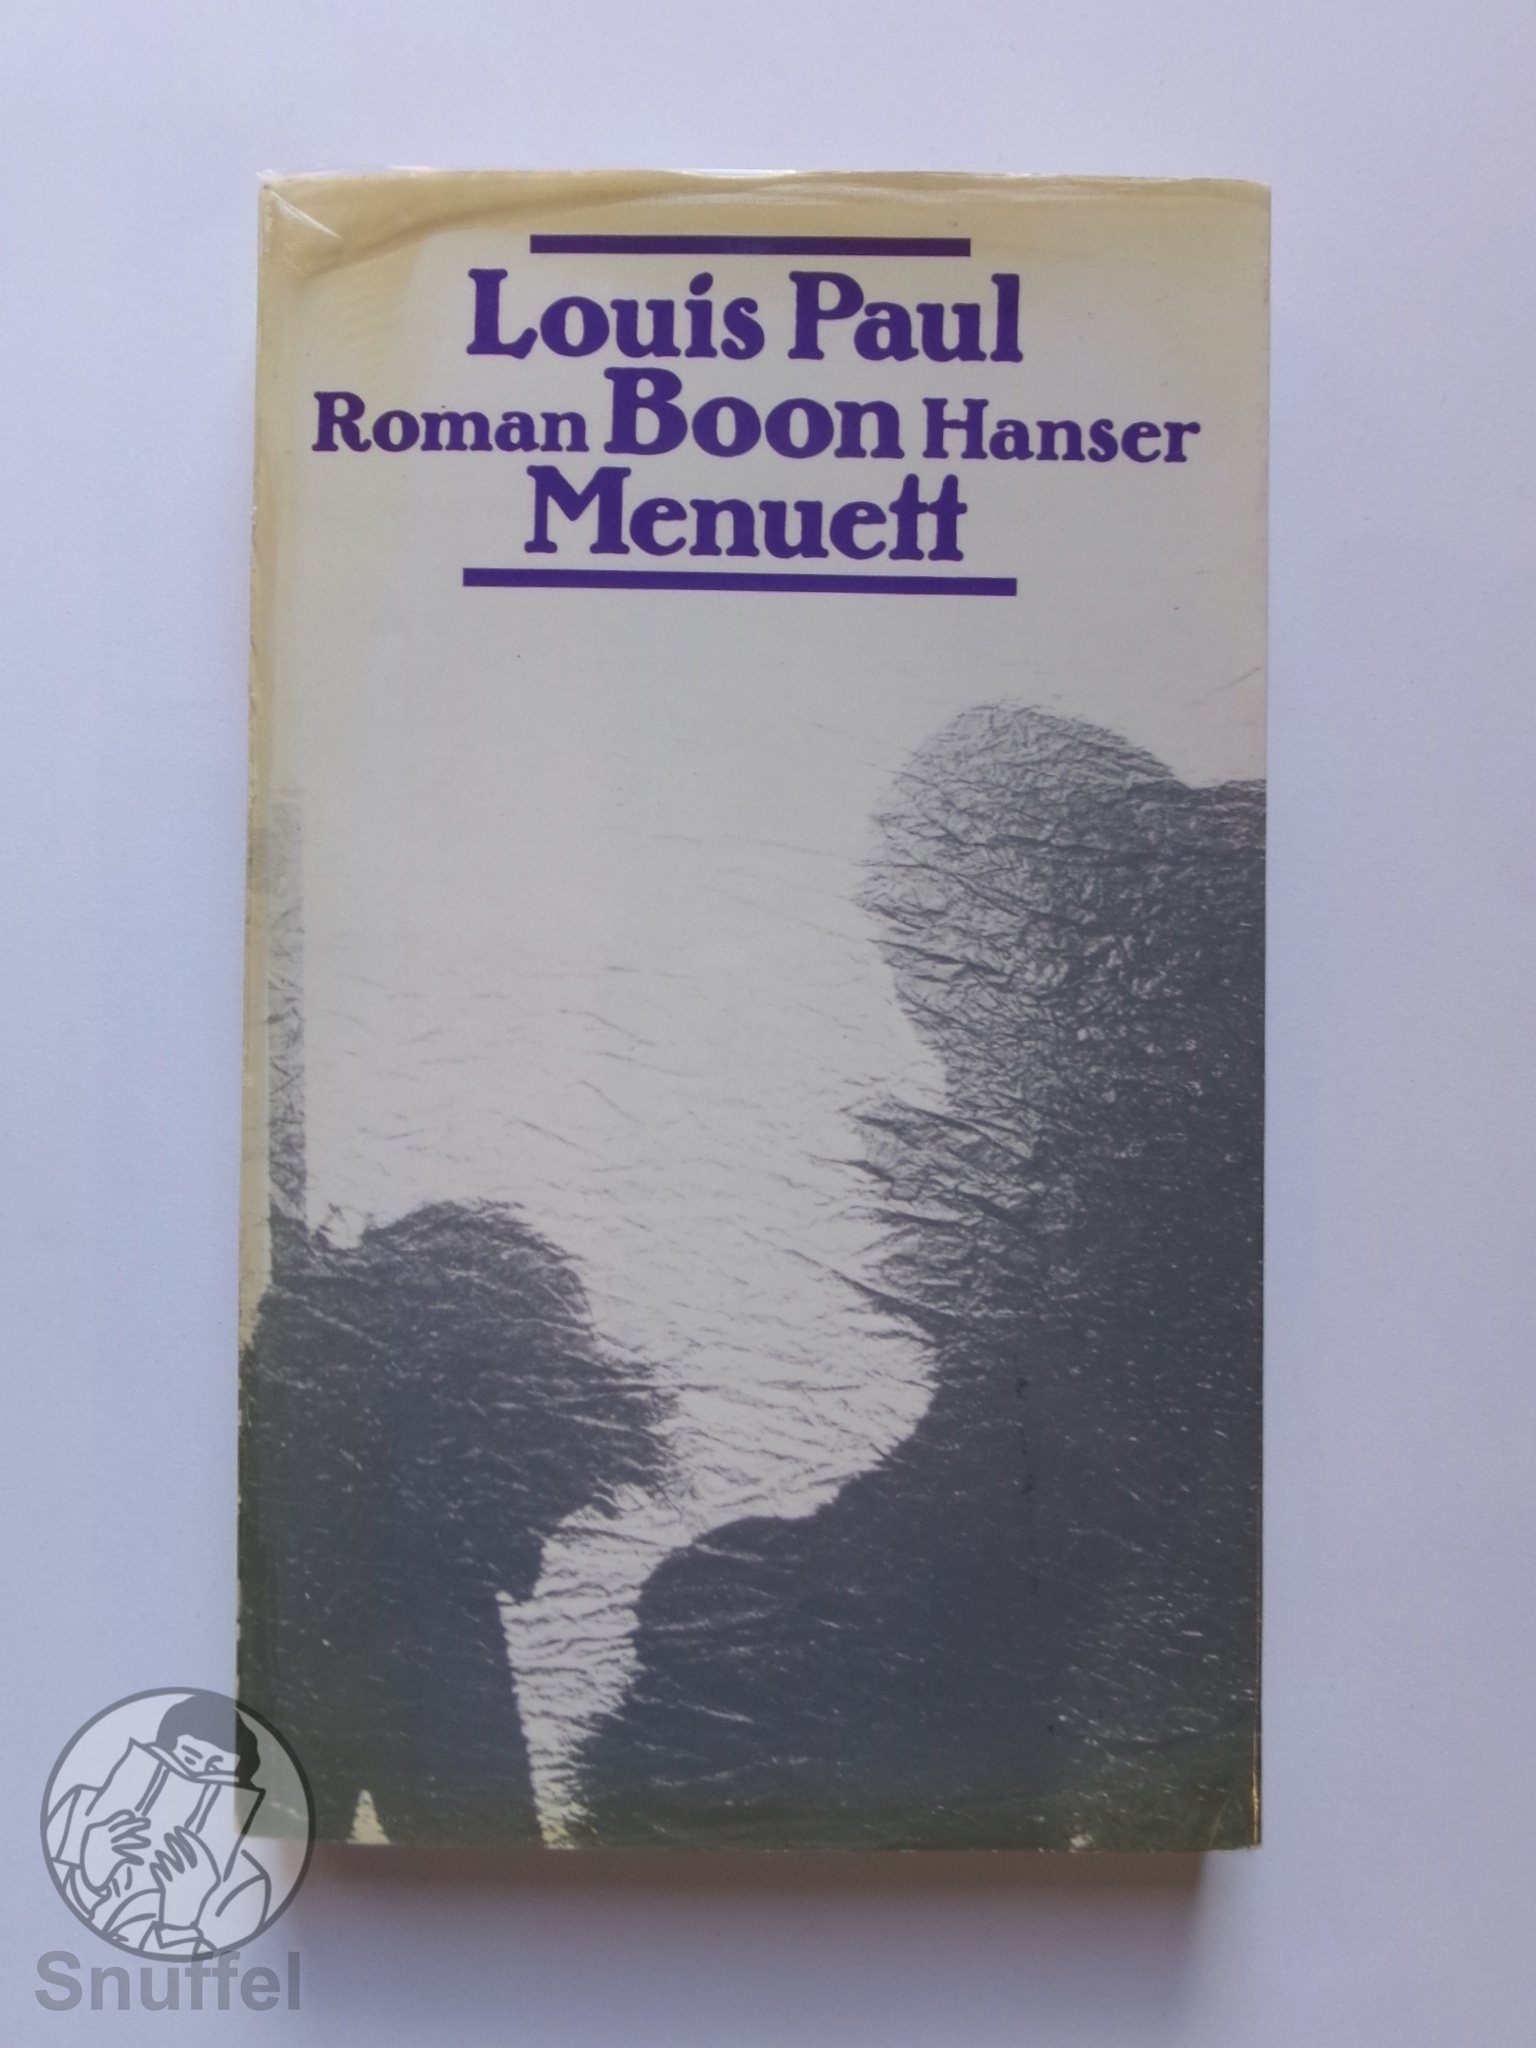 Louis Paul
Roman Boon Hanser
Menuett
Snuffel